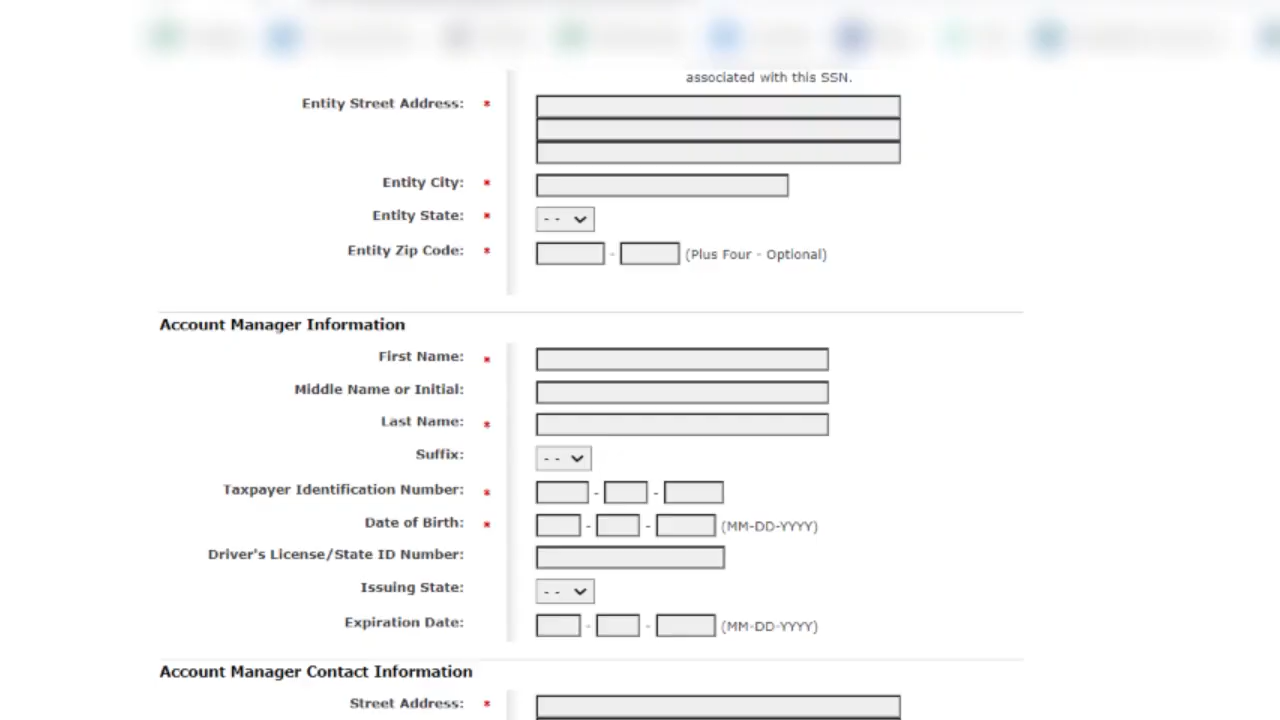 associated with this SSN.
Entity Street Address: *
Entity City: *
Entity State: * - -
Entity Zip Code: * - (Plus Four - Optional)
Account Manager Information
First Name: *
Middle Name or Initial:
Last Name: *
Suffix: - -
Taxpayer Identification Number: * - -
Date of Birth: * - - (MM-DD-YYYY)
Driver's License/State ID Number:
Issuing State: - -
Expiration Date: - - (MM-DD-YYYY)
Account Manager Contact Information
Street Address: *